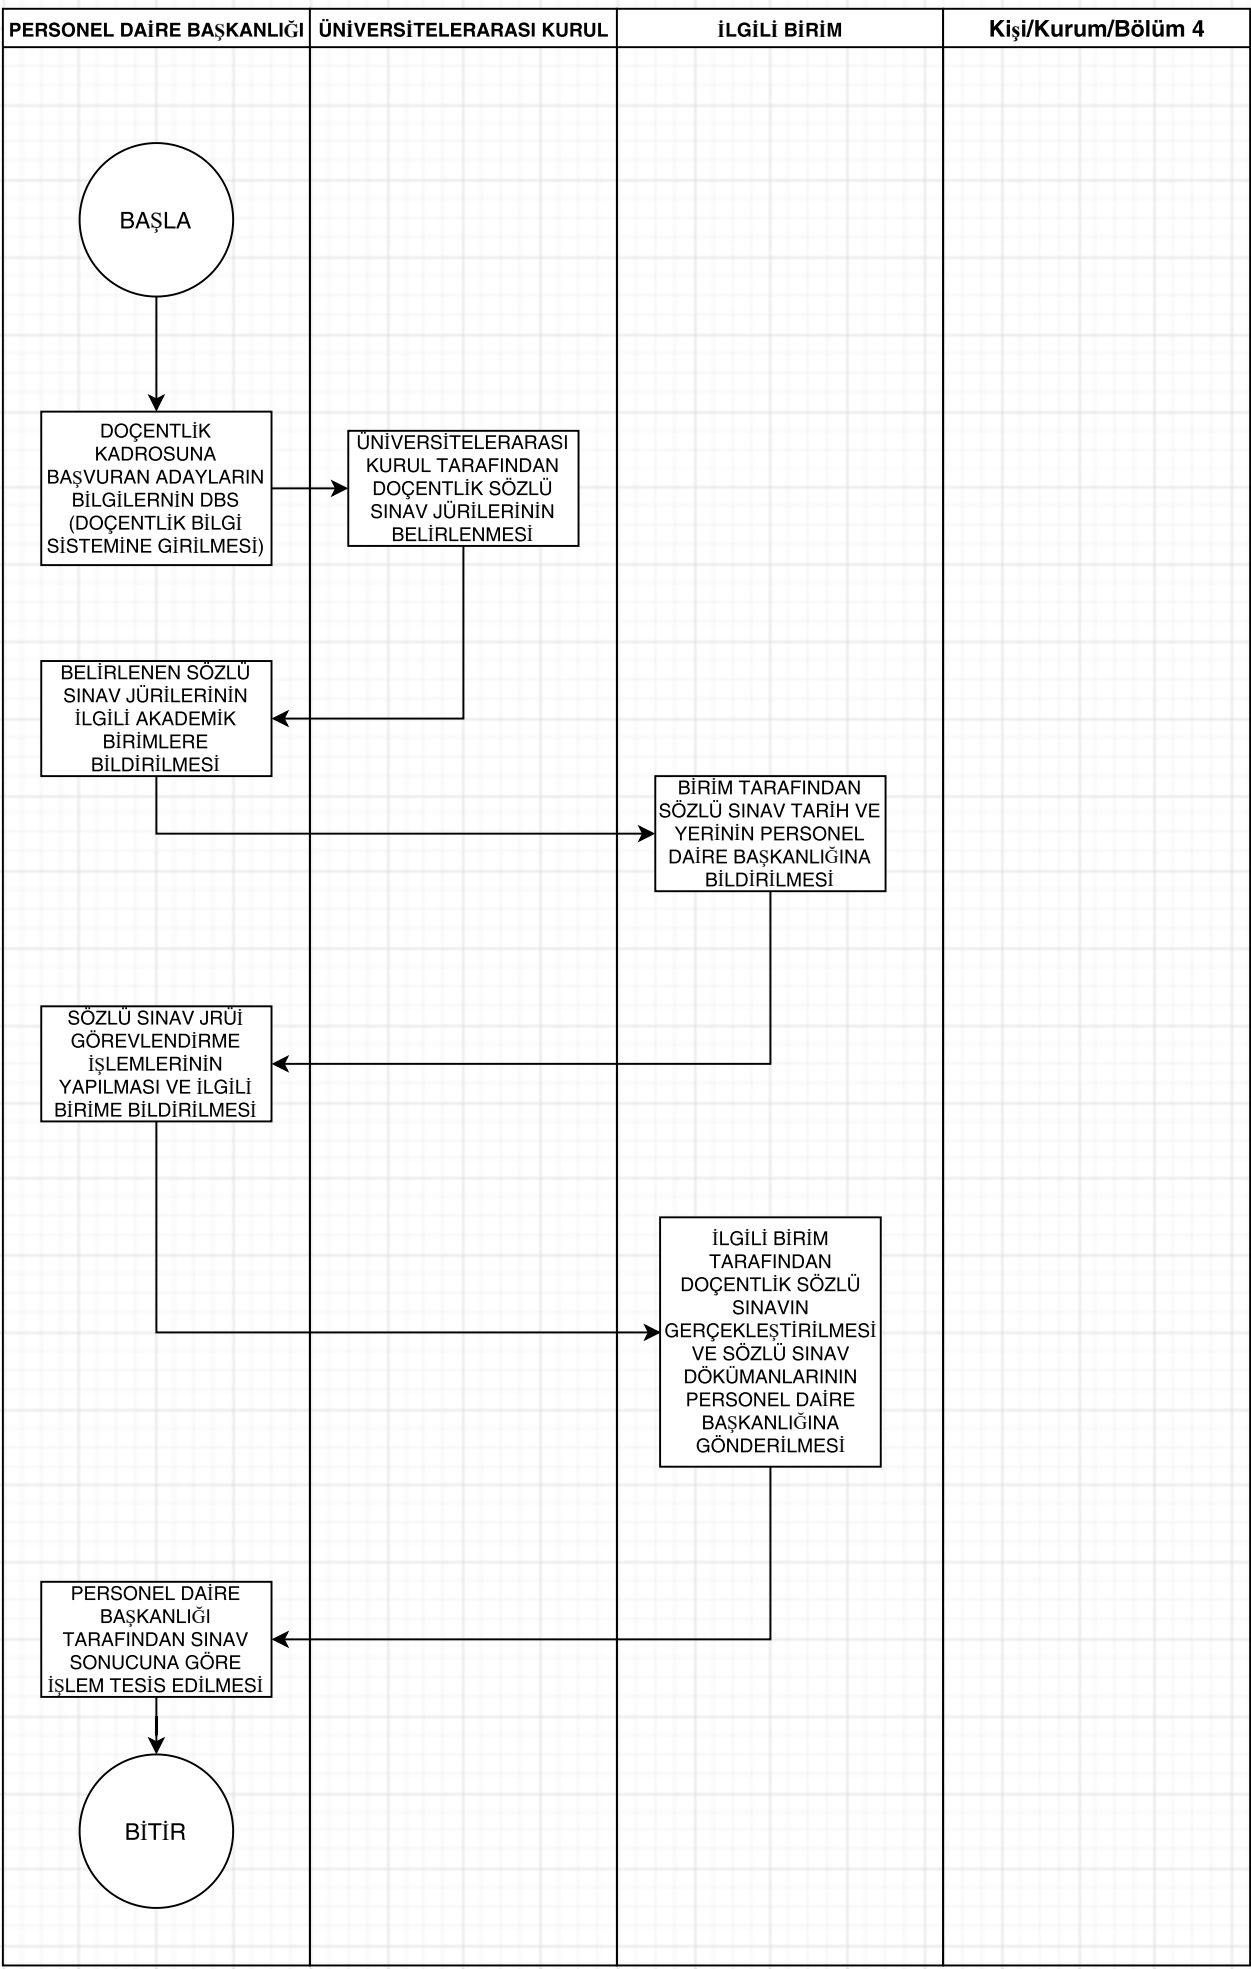 PERSONEL DAİRE BAŞKANLIĞI
ÜNİVERSİTELERARASI KURUL
İLGİLİ BİRİM
Kişi/Kurum/Bölüm 4
BAŞLA
DOÇENTLİK
KADROSUNA
BAŞVURAN ADAYLARIN
BİLGİLERNİN DBS
(DOÇENTLİK BİLGİ
SİSTEMİNE GİRİLMESİ)
ÜNİVERSİTELERARASI
KURUL TARAFINDAN
DOÇENTLİK SÖZLÜ
SINAV JÜRİLERİNİN
BELİRLENMESİ
BELİRLENEN SÖZLÜ
SINAV JÜRİLERİNİN
İLGİLİ AKADEMİK
BİRİMLERE
BİLDİRİLMESİ
BİRİM TARAFINDAN
SÖZLÜ SINAV TARİH VE
YERİNİN PERSONEL
DAİRE BAŞKANLIĞINA
BİLDİRİLMESİ
SÖZLÜ SINAV JRÜİ
GÖREVLENDİRME
İŞLEMLERİNİN
YAPILMASI VE İLGİLİ
BİRİME BİLDİRİLMESİ
İLGİLİ BİRİM
TARAFINDAN
DOÇENTLİK SÖZLÜ
SINAVIN
GERÇEKLEŞTİRİLMESİ
VE SÖZLÜ SINAV
DÖKÜMANLARININ
PERSONEL DAİRE
BAŞKANLIĞINA
GÖNDERİLMESİ
PERSONEL DAİRE
BAŞKANLIĞI
TARAFINDAN SINAV
SONUCUNA GÖRE
İŞLEM TESIS EDİLMESİ
BİTİR